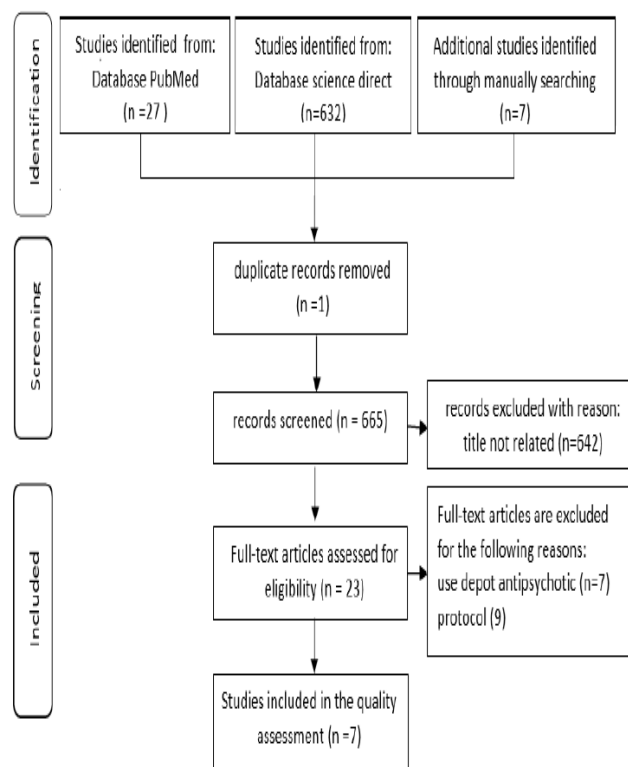 Identification
Studies identified from:
Database PubMed
(n =27 )
Studies identified from:
Database science direct
(n=632)
Additional studies identified
through manually searching
(n=7)
Screening
duplicate records removed
(n =1)
records screened (n = 665)
records excluded with reason:
title not related (n=642)
Included
Full-text articles assessed for
eligibility (n = 23)
Full-text articles are excluded
for the following reasons:
use depot antipsychotic (n=7)
protocol (9)
Studies included in the quality
assessment (n =7)